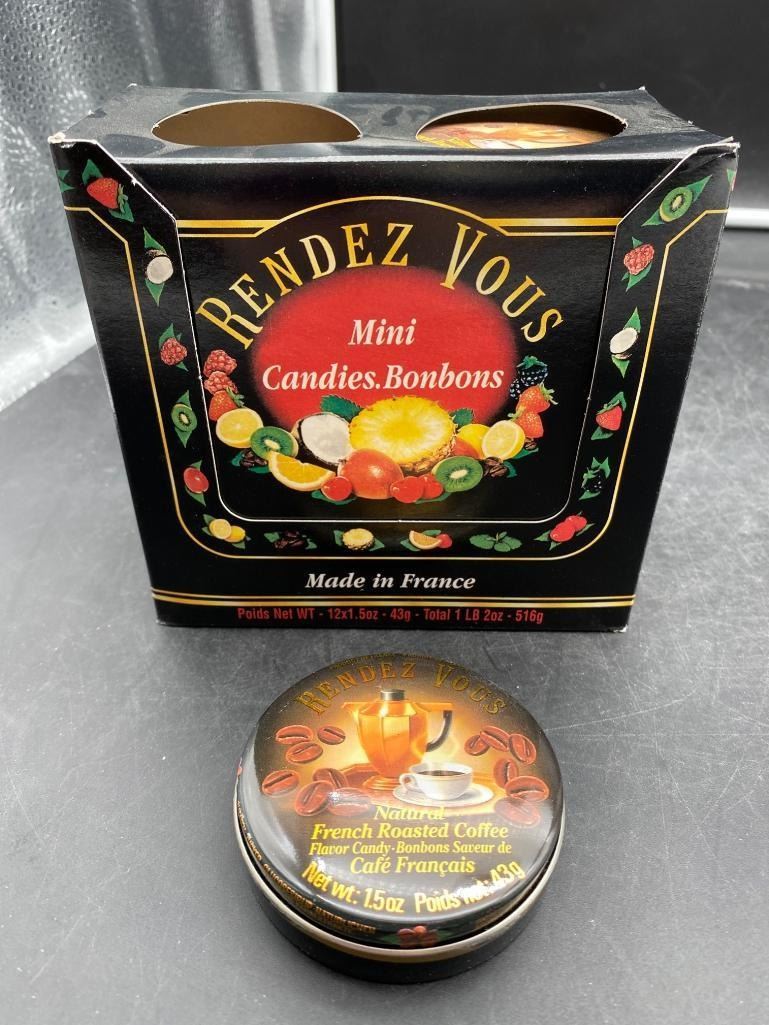 RENDEZ VOUS
Mini
Candies.Bonbons
Made in France
Poids Net WT - 12x1.5oz - 43g - Total 1 LB 2oz - 516g
RENDEZ VOUS
Natural
French Roasted Coffee
Flavor Candy-Bonbons Saveur de
Café Français
Net wt: 1.5oz Poids net: 43g